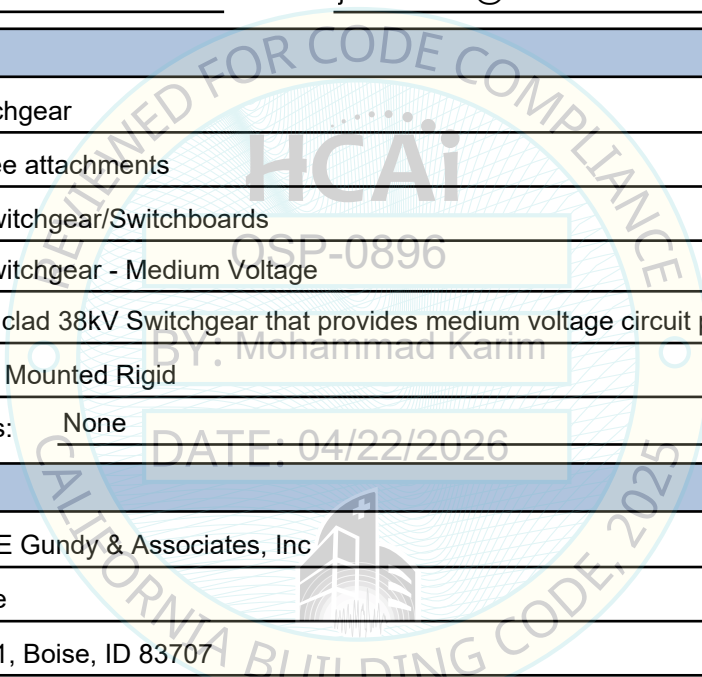 REVIEWED FOR CODE COMPLIANCE
HCAi
chgear
ee attachments
witchgear/Switchboards
OSP-0896
witchgear - Medium Voltage
clad 38kV Switchgear that provides medium voltage circuit
BY: Mohammad Karim
Mounted Rigid
s: None
DATE: 04/22/2026
E Gundy & Associates, Inc
e
1, Boise, ID 83707
CALIFORNIA BUILDING CODE, 2025